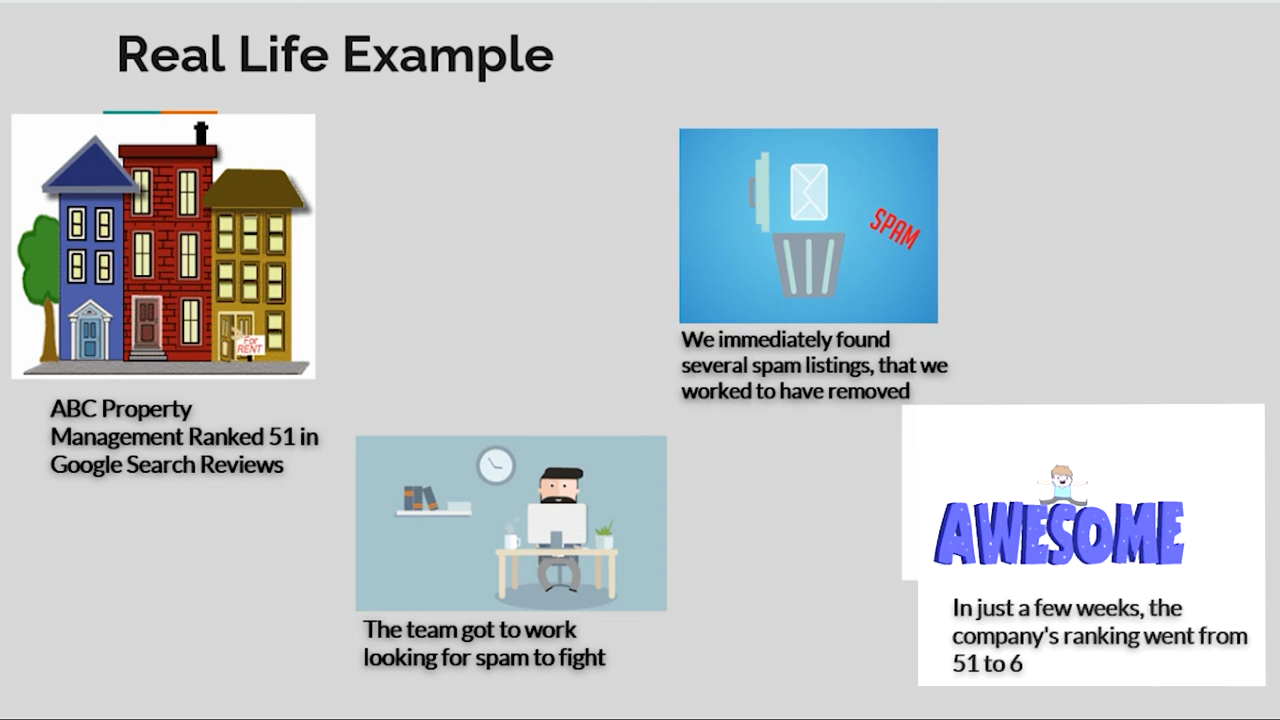 Real Life Example
For
RENT
ABC Property
Management Ranked 51 in
Google Search Reviews
The team got to work
looking for spam to fight
SPAM
We immediately found
several spam listings, that we
worked to have removed
AWESOME
In just a few weeks, the
company's ranking went from
51 to 6